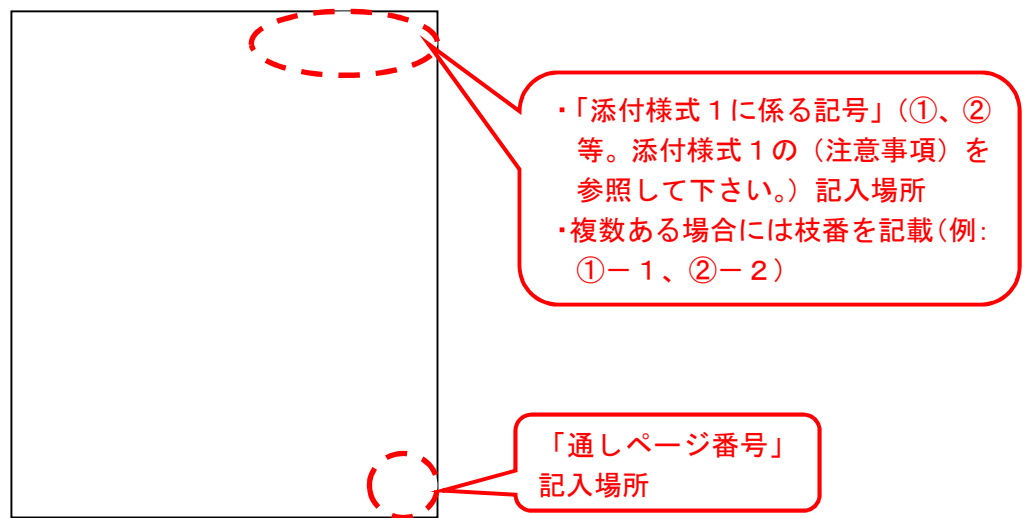 ・「添付様式１に係る記号」（①、②
等。添付様式１の（注意事項）を
参照して下さい。）記入場所
・複数ある場合には枝番を記載（例：
①－１、②－２）
「通しページ番号」
記入場所